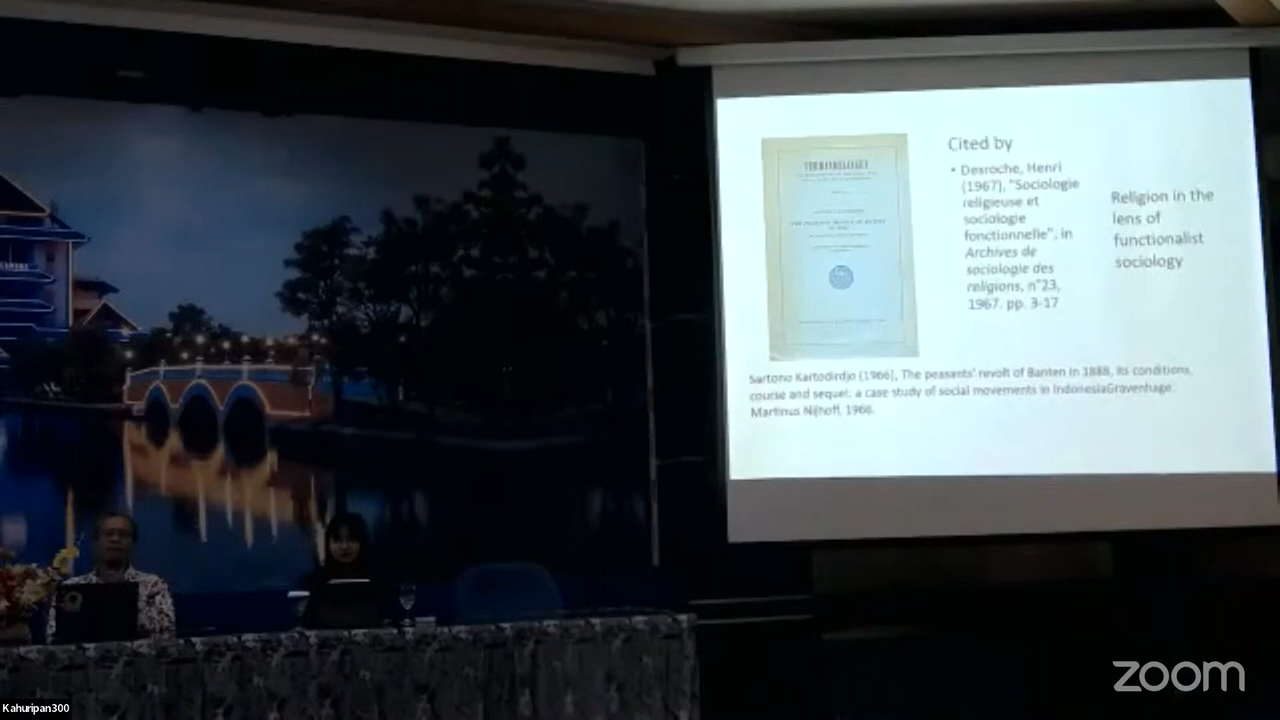 Cited by
• Desroche, Henri
(1967), "Sociologie
religieuse et
sociologie
fonctionnelle", in
Archives de
sociologie des
religions, n°23,
1967. pp. 3-17
Religion in the
lens of
functionalist
sociology
Sartono Kartodirdjo (1966), The peasants' revolt of Banten in 1888, its conditions,
course and sequel: a case study of social movements in IndonesiaGravenhage.
Martinus Nijhoff, 1966.
Kahuripan300
zoom